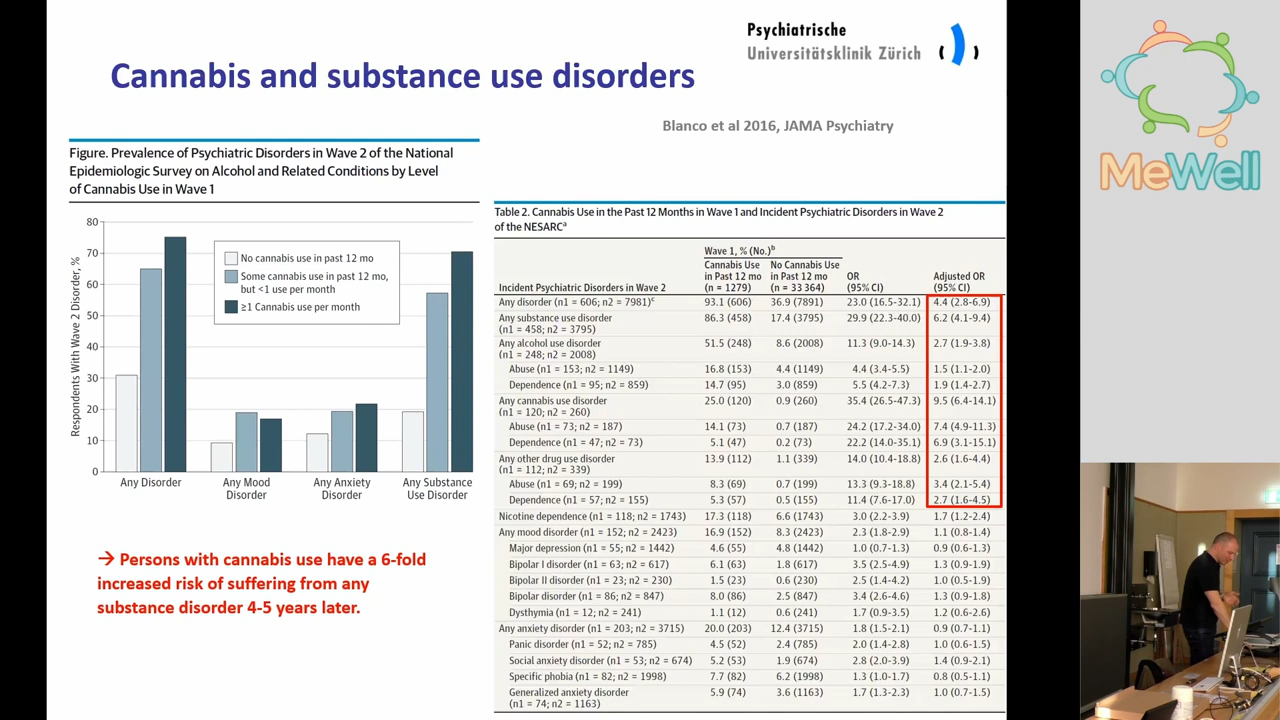 Psychiatrische
Universitätsklinik Zürich
Cannabis and substance use disorders
Blanco et al 2016, JAMA Psychiatry
Figure. Prevalence of Psychiatric Disorders in Wave 2 of the National
Epidemiologic Survey on Alcohol and Related Conditions by Level
of Cannabis Use in Wave 1
80
70
60
50
40
30
20
10
0
Respondents With Wave 2 Disorder, %
No cannabis use in past 12 mo
Some cannabis use in past 12 mo,
but <1 use per month
≥1 Cannabis use per month
Any Disorder
Any Mood
Disorder
Any Anxiety
Disorder
Any Substance
Use Disorder
→ Persons with cannabis use have a 6-fold
increased risk of suffering from any
substance disorder 4-5 years later.
Table 2. Cannabis Use in the Past 12 Months in Wave 1 and Incident Psychiatric Disorders in Wave 2
of the NESARCa
Wave 1, % (No.)b
Incident Psychiatric Disorders in Wave 2
Cannabis Use
in Past 12 mo
(n = 1279)
No Cannabis Use
in Past 12 mo
(n = 33 364)
OR
(95% CI)
Adjusted OR
(95% CI)
Any disorder (n1 = 606; n2 = 7981)c 93.1 (606) 36.9 (7891) 23.0 (16.5-32.1) 4.4 (2.8-6.9)
Any substance use disorder 86.3 (458) 17.4 (3795) 29.9 (22.3-40.0) 6.2 (4.1-9.4)
(n1 = 458; n2 = 3795)
Any alcohol use disorder 51.5 (248) 8.6 (2008) 11.3 (9.0-14.3) 2.7 (1.9-3.8)
(n1 = 248; n2 = 2008)
Abuse (n1 = 153; n2 = 1149) 16.8 (153) 4.4 (1149) 4.4 (3.4-5.5) 1.5 (1.1-2.0)
Dependence (n1 = 95; n2 = 859) 14.7 (95) 3.0 (859) 5.5 (4.2-7.3) 1.9 (1.4-2.7)
Any cannabis use disorder 25.0 (120) 0.9 (260) 35.4 (26.5-47.3) 9.5 (6.4-14.1)
(n1 = 120; n2 = 260)
Abuse (n1 = 73; n2 = 187) 14.1 (73) 0.7 (187) 24.2 (17.2-34.0) 7.4 (4.9-11.3)
Dependence (n1 = 47; n2 = 73) 5.1 (47) 0.2 (73) 22.2 (14.0-35.1) 6.9 (3.1-15.1)
Any other drug use disorder 13.9 (112) 1.1 (339) 14.0 (10.4-18.8) 2.6 (1.6-4.4)
(n1 = 112; n2 = 339)
Abuse (n1 = 69; n2 = 199) 8.3 (69) 0.7 (199) 13.3 (9.3-18.8) 3.4 (2.1-5.4)
Dependence (n1 = 57; n2 = 155) 5.3 (57) 0.5 (155) 11.4 (7.6-17.0) 2.7 (1.6-4.5)
Nicotine dependence (n1 = 118; n2 = 1743) 17.3 (118) 6.6 (1743) 3.0 (2.2-3.9) 1.7 (1.2-2.4)
Any mood disorder (n1 = 152; n2 = 2423) 16.9 (152) 8.3 (2423) 2.3 (1.8-2.9) 1.1 (0.8-1.4)
Major depression (n1 = 55; n2 = 1442) 4.6 (55) 4.8 (1442) 1.0 (0.7-1.3) 0.9 (0.6-1.3)
Bipolar I disorder (n1 = 63; n2 = 617) 6.1 (63) 1.8 (617) 3.5 (2.5-4.9) 1.3 (0.9-1.9)
Bipolar II disorder (n1 = 23; n2 = 230) 1.5 (23) 0.6 (230) 2.5 (1.4-4.2) 1.0 (0.5-1.9)
Bipolar disorder (n1 = 86; n2 = 847) 8.0 (86) 2.5 (847) 3.4 (2.6-4.6) 1.3 (0.9-1.8)
Dysthymia (n1 = 12; n2 = 241) 1.1 (12) 0.6 (241) 1.7 (0.9-3.5) 1.2 (0.6-2.6)
Any anxiety disorder (n1 = 203; n2 = 3715) 20.0 (203) 12.4 (3715) 1.8 (1.5-2.1) 0.9 (0.7-1.1)
Panic disorder (n1 = 52; n2 = 785) 4.5 (52) 2.4 (785) 2.0 (1.4-2.8) 1.0 (0.6-1.5)
Social anxiety disorder (n1 = 53; n2 = 674) 5.2 (53) 1.9 (674) 2.8 (2.0-3.9) 1.4 (0.9-2.1)
Specific phobia (n1 = 82; n2 = 1998) 7.7 (82) 6.2 (1998) 1.3 (1.0-1.7) 0.8 (0.5-1.1)
Generalized anxiety disorder 5.9 (74) 3.6 (1163) 1.7 (1.3-2.3) 1.0 (0.7-1.5)
(n1 = 74; n2 = 1163)
MeWell